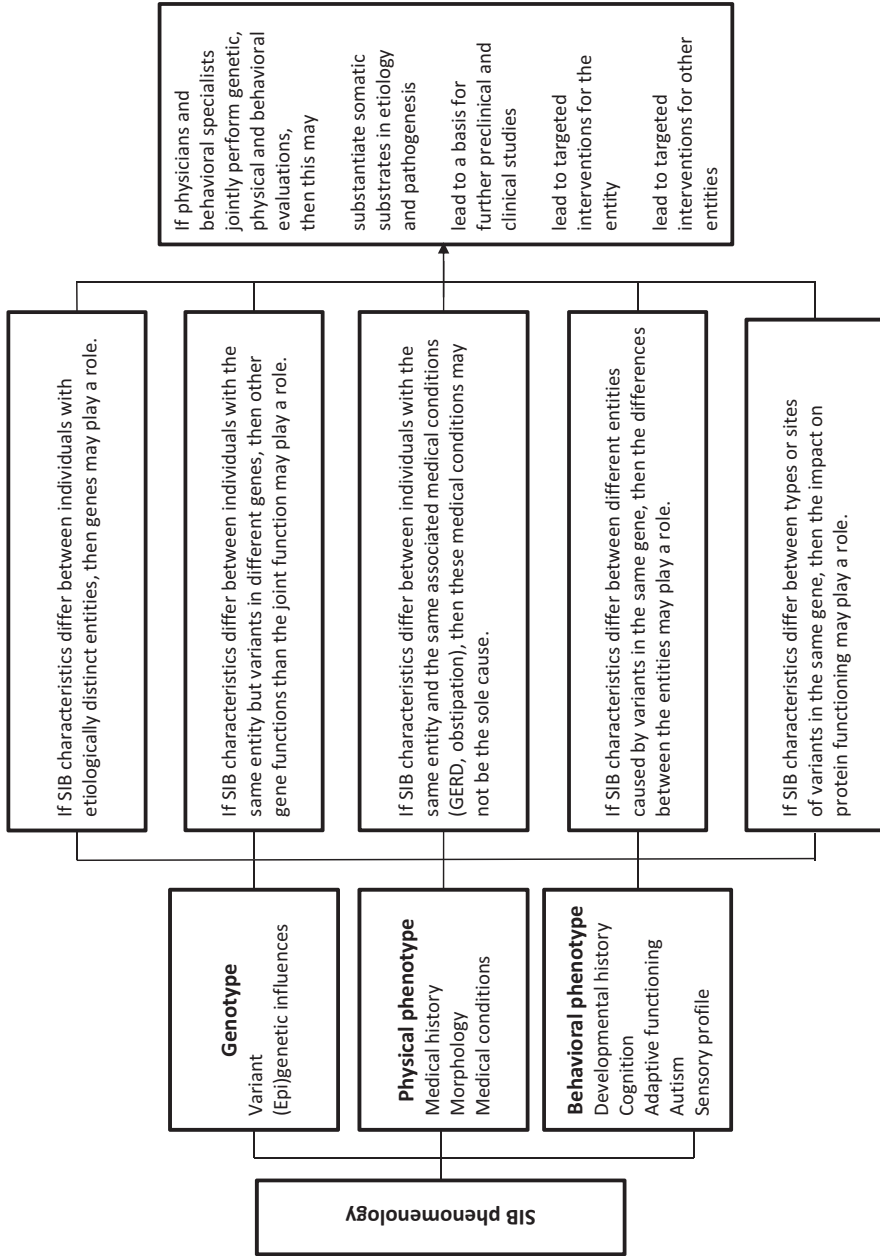 SIB phenomenology
Genotype
Variant
(Epi)genetic influences
Physical phenotype
Medical history
Morphology
Medical conditions
Behavioral phenotype
Developmental history
Cognition
Adaptive functioning
Autism
Sensory profile
If SIB characteristics differ between individuals with
etiologically distinct entities, then genes may play a role.
If SIB characteristics differ between individuals with the
same entity but variants in different genes, then other
gene functions than the joint function may play a role.
If SIB characteristics differ between individuals with the
same entity and the same associated medical conditions
(GERD, obstipation), then these medical conditions may
not be the sole cause.
If SIB characteristics differ between different entities
caused by variants in the same gene, then the differences
between the entities may play a role.
If SIB characteristics differ between types or sites
of variants in the same gene, then the impact on
protein functioning may play a role.
If physicians and
behavioral specialists
jointly perform genetic,
physical and behavioral
evaluations,
then this may
substantiate somatic
substrates in etiology
and pathogenesis
lead to a basis for
further preclinical and
clinical studies
lead to targeted
interventions for the
entity
lead to targeted
interventions for other
entities